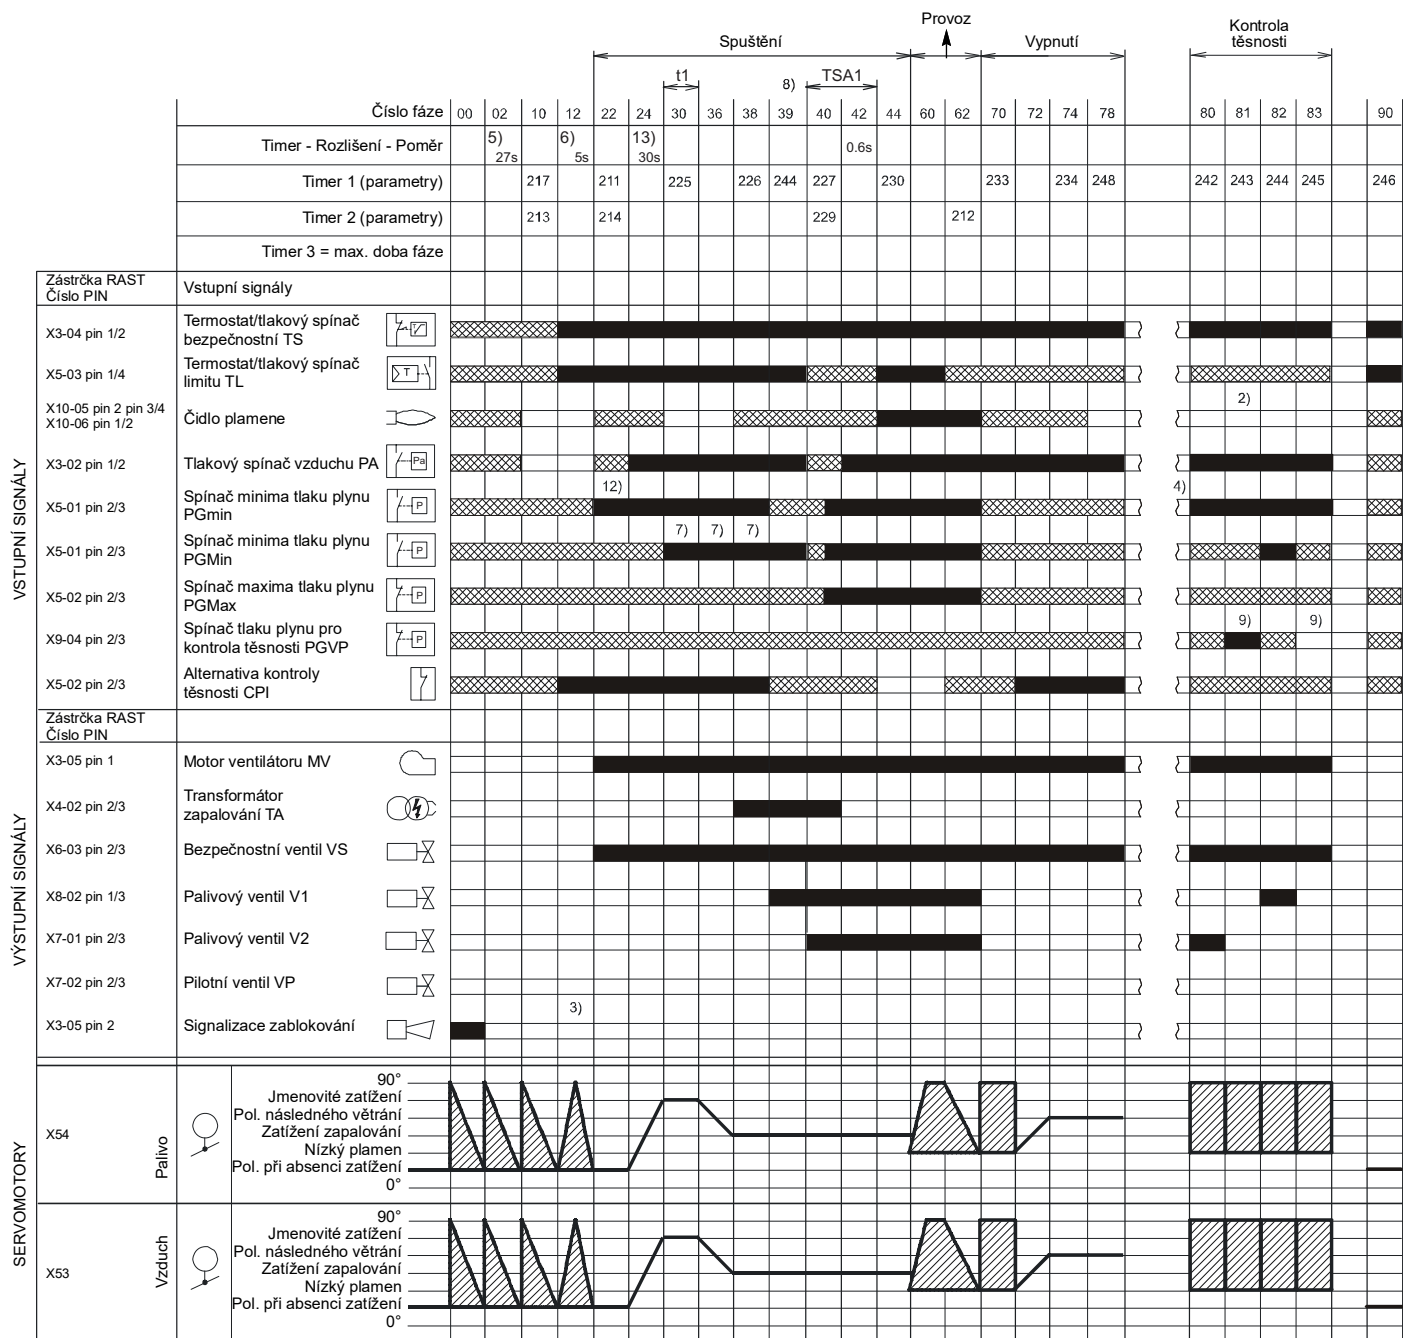 Provoz
Spuštění
Vypnutí
Kontrola
těsnosti
t1
8)
TSA1
Číslo fáze 00 02 10 12 22 24 30 36 38 39 40 42 44 60 62 70 72 74 78 80 81 82 83 90
Timer - Rozlišení - Poměr 5) 27s 6) 5s 13) 30s 0.6s
Timer 1 (parametry) 217 211 225 226 244 227 230 233 234 248 242 243 244 245 246
Timer 2 (parametry) 213 214 229 212
Timer 3 = max. doba fáze
Zástrčka RAST
Číslo PIN
Vstupní signály
VSTUPNÍ SIGNÁLY
X3-04 pin 1/2
Termostat/tlakový spínač
bezpečnostní TS
X5-03 pin 1/4
Termostat/tlakový spínač
limitu TL
T
2)
X10-05 pin 2 pin 3/4
X10-06 pin 1/2
Čidlo plamene
X3-02 pin 1/2
Tlakový spínač vzduchu PA
Pa
12)
4)
X5-01 pin 2/3
Spínač minima tlaku plynu
PGmin
P
7) 7) 7)
X5-01 pin 2/3
Spínač minima tlaku plynu
PGMin
P
X5-02 pin 2/3
Spínač maxima tlaku plynu
PGMax
P
9) 9)
X9-04 pin 2/3
Spínač tlaku plynu pro
kontrola těsnosti PGVP
P
X5-02 pin 2/3
Alternativa kontroly
těsnosti CPI
Zástrčka RAST
Číslo PIN
VÝSTUPNÍ SIGNÁLY
X3-05 pin 1
Motor ventilátoru MV
X4-02 pin 2/3
Transformátor
zapalování TA
X6-03 pin 2/3
Bezpečnostní ventil VS
X8-02 pin 1/3
Palivový ventil V1
X7-01 pin 2/3
Palivový ventil V2
X7-02 pin 2/3
Pilotní ventil VP
3)
X3-05 pin 2
Signalizace zablokování
SERVOMOTORY
X54
Palivo
90°
Jmenovité zatížení
Pol. následného větrání
Zatížení zapalování
Nízký plamen
Pol. při absenci zatížení
0°
X53
Vzduch
90°
Jmenovité zatížení
Pol. následného větrání
Zatížení zapalování
Nízký plamen
Pol. při absenci zatížení
0°